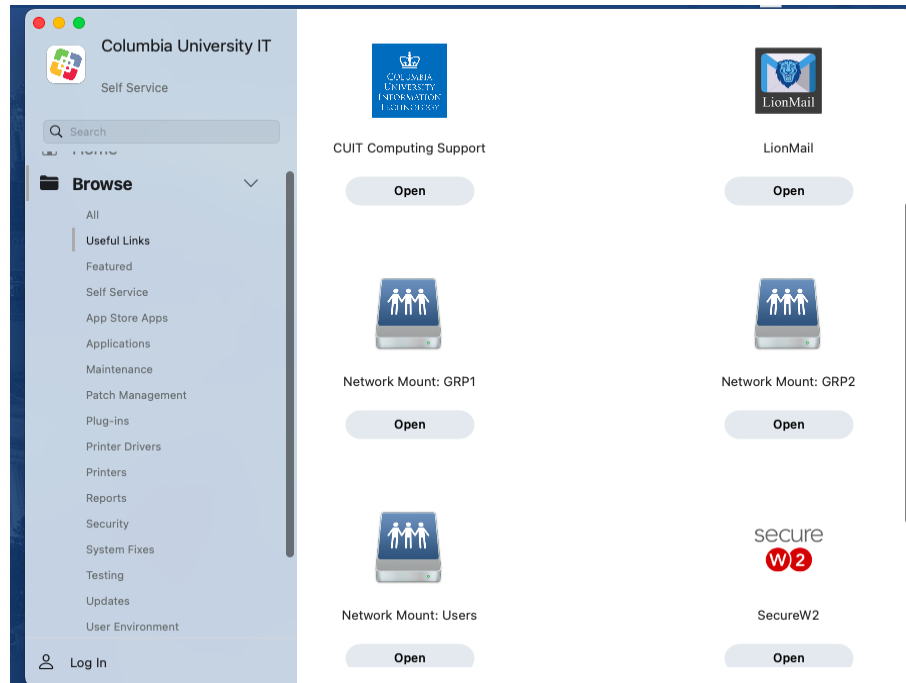 Columbia University IT
Self Service
Search
Home
Browse
All
Useful Links
Featured
Self Service
App Store Apps
Applications
Maintenance
Patch Management
Plug-ins
Printer Drivers
Printers
Reports
Security
System Fixes
Testing
Updates
User Environment
Log In
COLUMBIA
UNIVERSITY
INFORMATION
TECHNOLOGY
LionMail
CUIT Computing Support
LionMail
Open
Open
Network Mount: GRP1
Network Mount: GRP2
Open
Open
secure
W2
Network Mount: Users
SecureW2
Open
Open